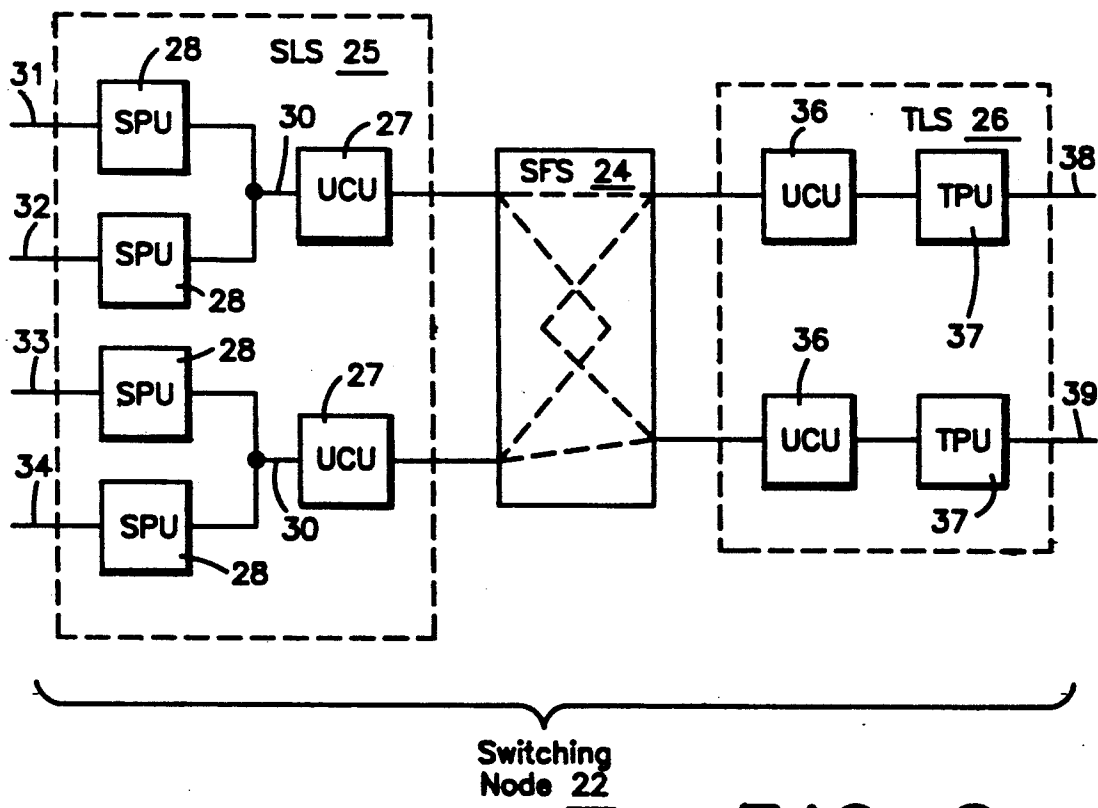 SLS 25
28
31
SPU
30
27
UCU
32
SPU
28
33
28
SPU
27
UCU
34
SPU
30
28
SFS 24
TLS 26
36
UCU
TPU
38
37
36
UCU
TPU
39
37
Switching
Node 22